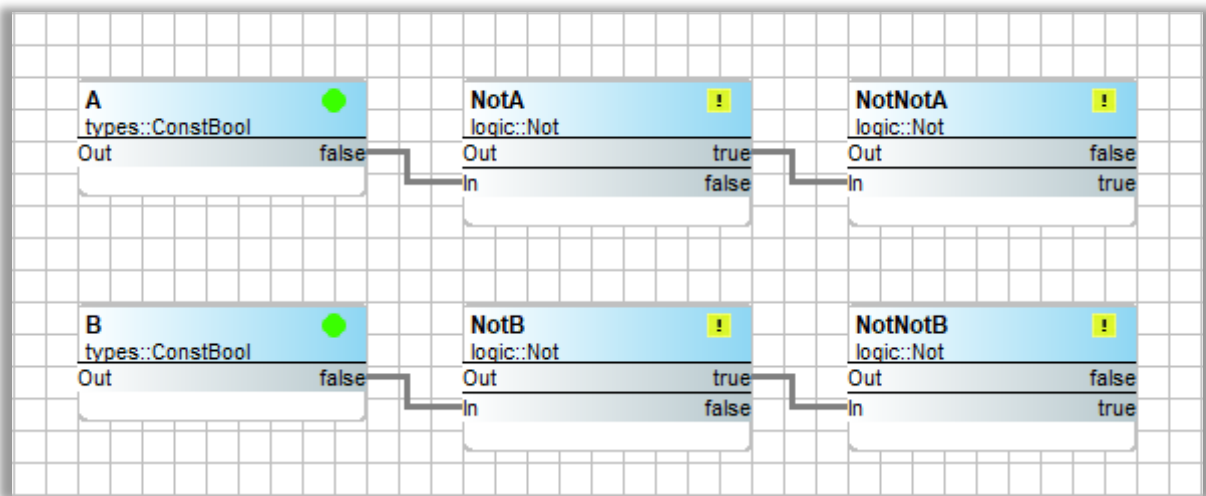 A
types::ConstBool
Out false
NotA !
logic::Not
Out true
In false
NotNotA !
logic::Not
Out false
In true
B
types::ConstBool
Out false
NotB !
logic::Not
Out true
In false
NotNotB !
logic::Not
Out false
In true